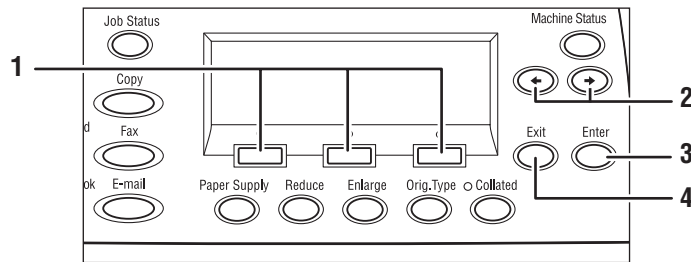 Job Status
Machine Status
1
Copy
← →
2
d Fax
Exit Enter
3
ok E-mail
Paper Supply Reduce Enlarge Orig.Type Collated
4